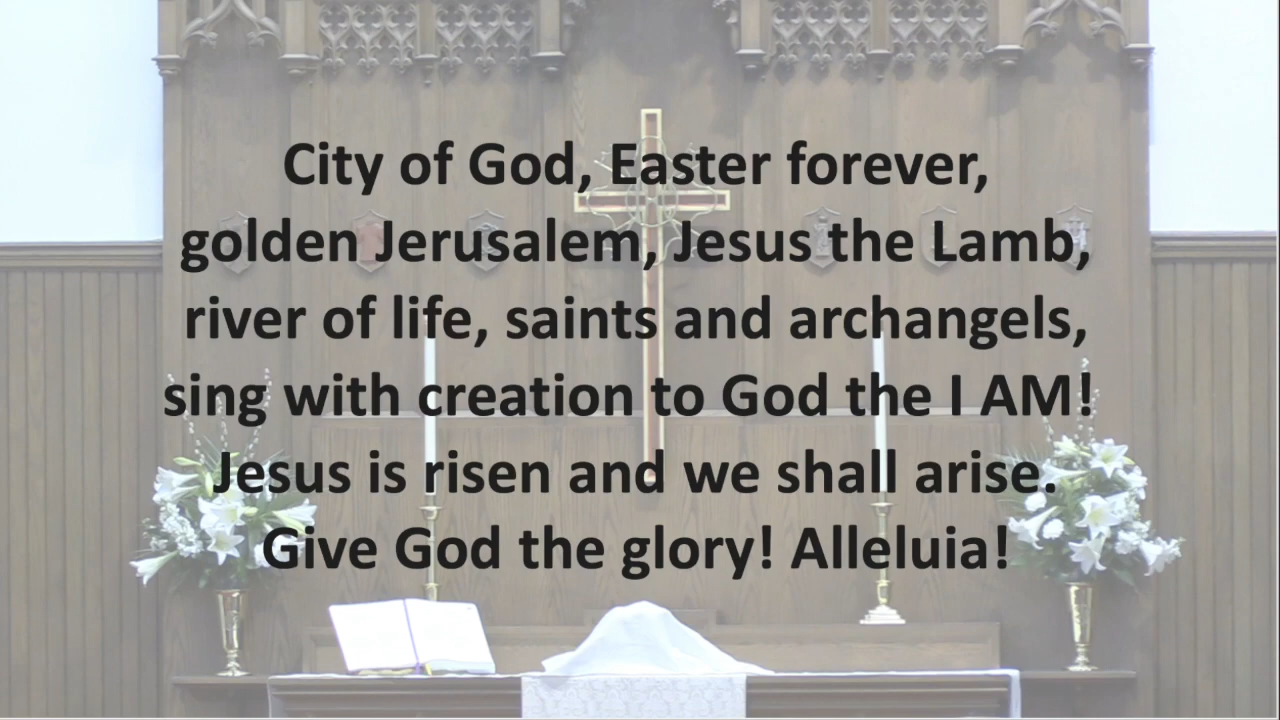 City of God, Easter forever,
golden Jerusalem, Jesus the Lamb,
river of life, saints and archangels,
sing with creation to God the I AM!
Jesus is risen and we shall arise.
Give God the glory! Alleluia!